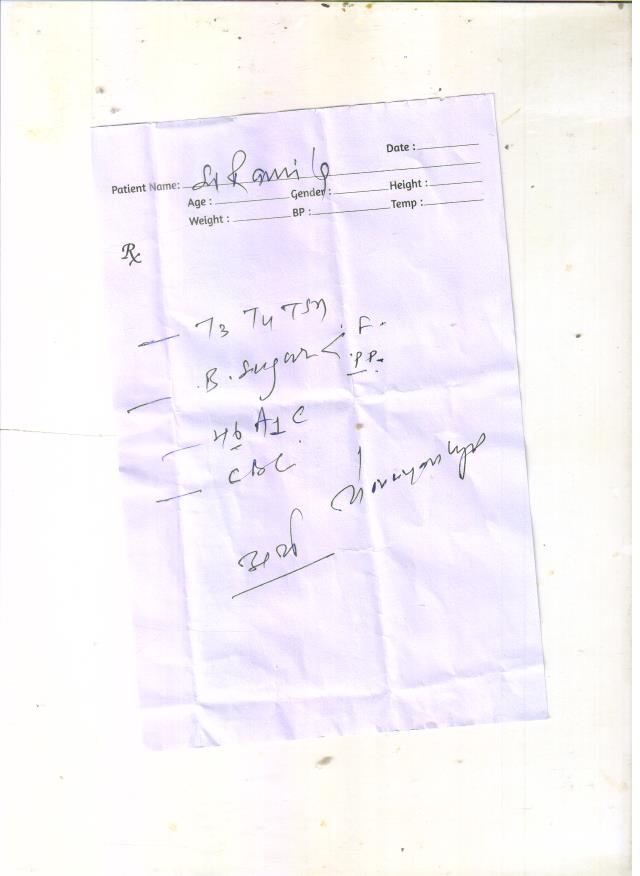 Date :
Patient Name:
Age : Gender : Height :
Weight : BP : Temp :
Rx
T3 T4 TSH
B. Sugar < F.
PP.
Hb A1C
CBC